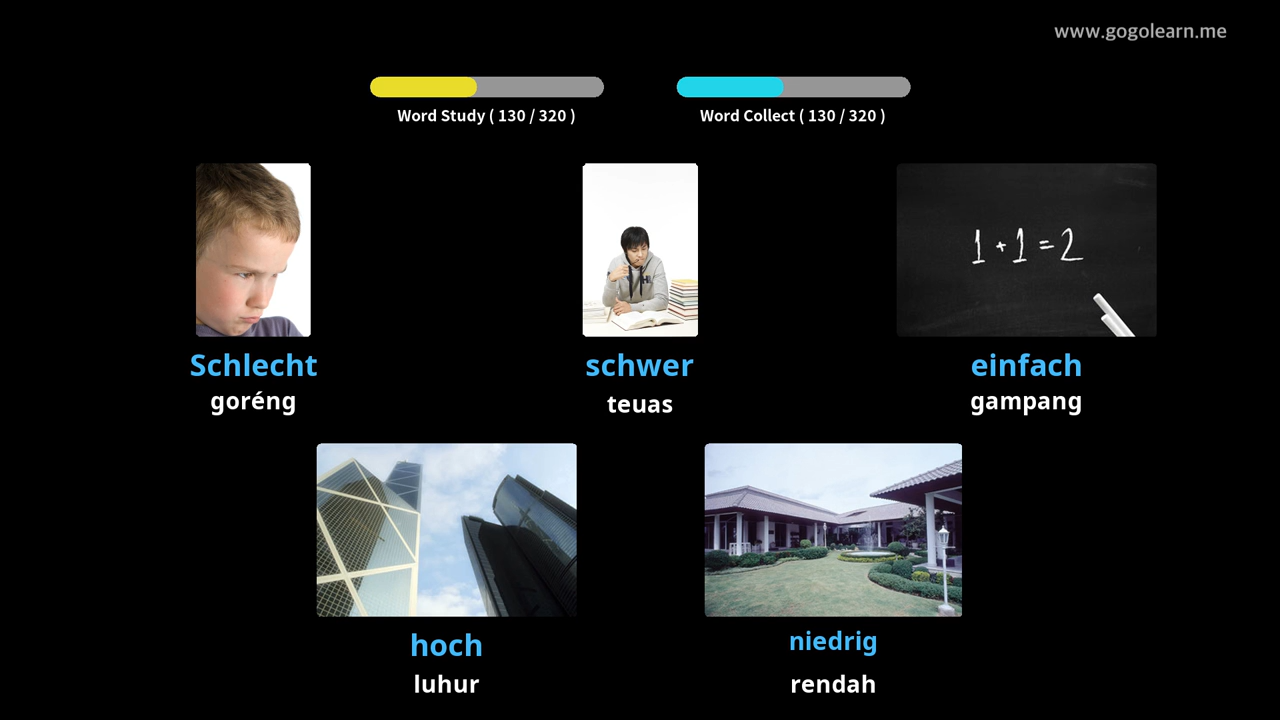 www.gogolearn.me
Word Study ( 130 / 320 )
Word Collect ( 130 / 320 )
1 + 1 = 2
Schlecht
goréng
schwer
teuas
einfach
gampang
hoch
luhur
niedrig
rendah